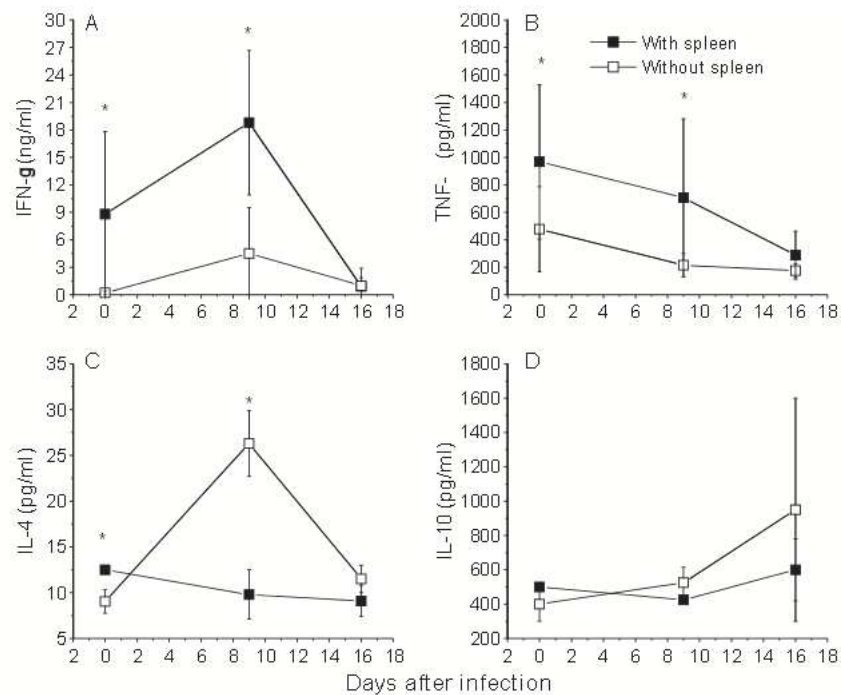 A
IFN-g (ng/ml)
30
27
24
21
18
15
12
9
6
3
0
*
*
2 0 2 4 6 8 10 12 14 16 18
B
TNF- (pg/ml)
2000
1800
1600
1400
1200
1000
800
600
400
200
0
With spleen
Without spleen
*
*
2 0 2 4 6 8 10 12 14 16 18
C
IL-4 (pg/ml)
35
30
25
20
15
10
5
*
*
2 0 2 4 6 8 10 12 14 16 18
D
IL-10 (pg/ml)
1800
1600
1400
1200
1000
800
600
400
200
2 0 2 4 6 8 10 12 14 16 18
Days after infection